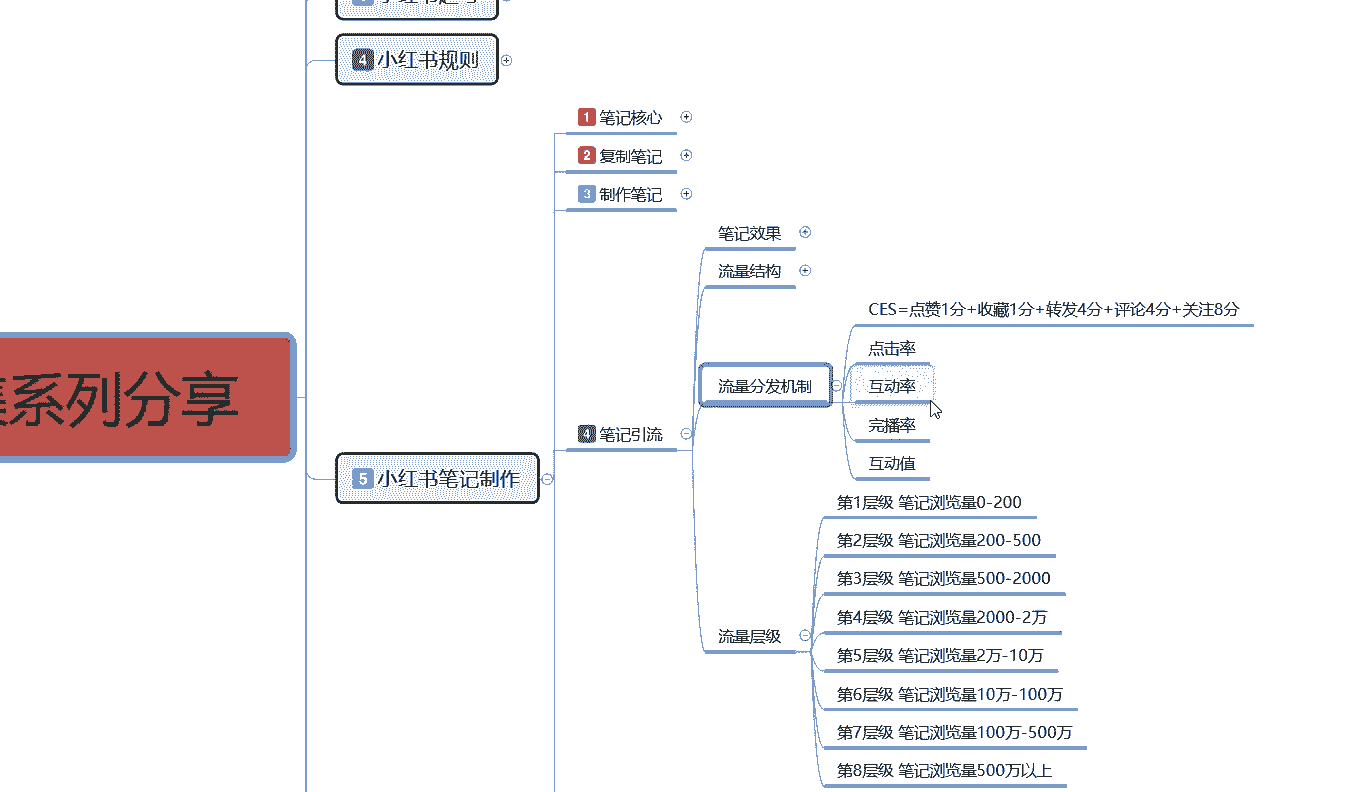 4 小红书规则
1 笔记核心
2 复制笔记
3 制作笔记
笔记效果
流量结构
CES=点赞1分+收藏1分+转发4分+评论4分+关注8分
点击率
流量分发机制
互动率
系列分享
完播率
4 笔记引流
互动值
5 小红书笔记制作
第1层级 笔记浏览量0-200
第2层级 笔记浏览量200-500
第3层级 笔记浏览量500-2000
第4层级 笔记浏览量2000-2万
流量层级
第5层级 笔记浏览量2万-10万
第6层级 笔记浏览量10万-100万
第7层级 笔记浏览量100万-500万
第8层级 笔记浏览量500万以上